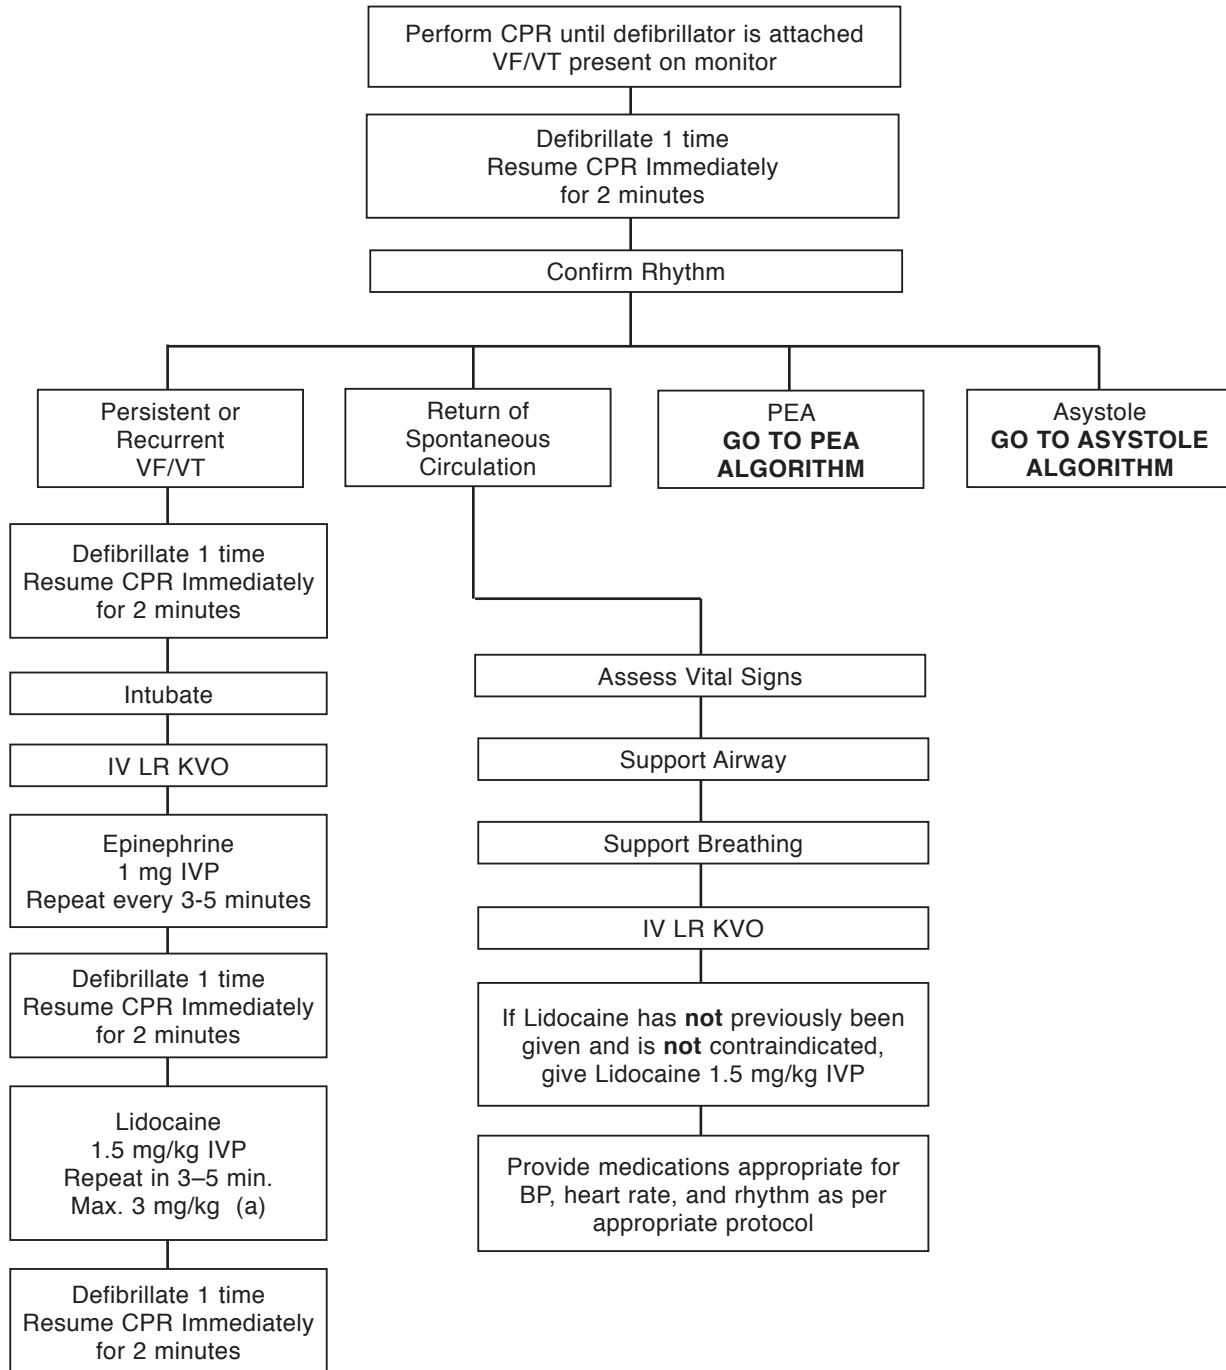 Perform CPR until defibrillator is attached
VF/VT present on monitor
Defibrillate 1 time
Resume CPR Immediately
for 2 minutes
Confirm Rhythm
Persistent or
Recurrent
VF/VT
Return of
Spontaneous
Circulation
PEA
GO TO PEA
ALGORITHM
Asystole
GO TO ASYSTOLE
ALGORITHM
Defibrillate 1 time
Resume CPR Immediately
for 2 minutes
Intubate
IV LR KVO
Epinephrine
1 mg IVP
Repeat every 3-5 minutes
Defibrillate 1 time
Resume CPR Immediately
for 2 minutes
Lidocaine
1.5 mg/kg IVP
Repeat in 3–5 min.
Max. 3 mg/kg (a)
Defibrillate 1 time
Resume CPR Immediately
for 2 minutes
Assess Vital Signs
Support Airway
Support Breathing
IV LR KVO
If Lidocaine has not previously been
given and is not contraindicated,
give Lidocaine 1.5 mg/kg IVP
Provide medications appropriate for
BP, heart rate, and rhythm as per
appropriate protocol